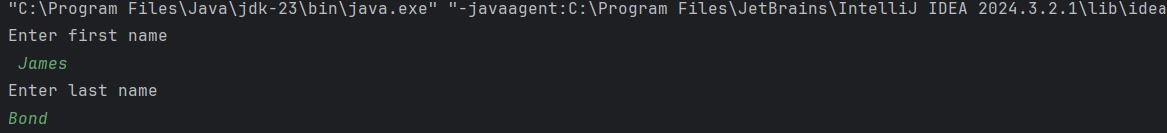 "C:\Program Files\Java\jdk-23\bin\java.exe" "-javaagent:C:\Program Files\JetBrains\IntelliJ IDEA 2024.3.2.1\lib\idea
Enter first name
 James
Enter last name
Bond